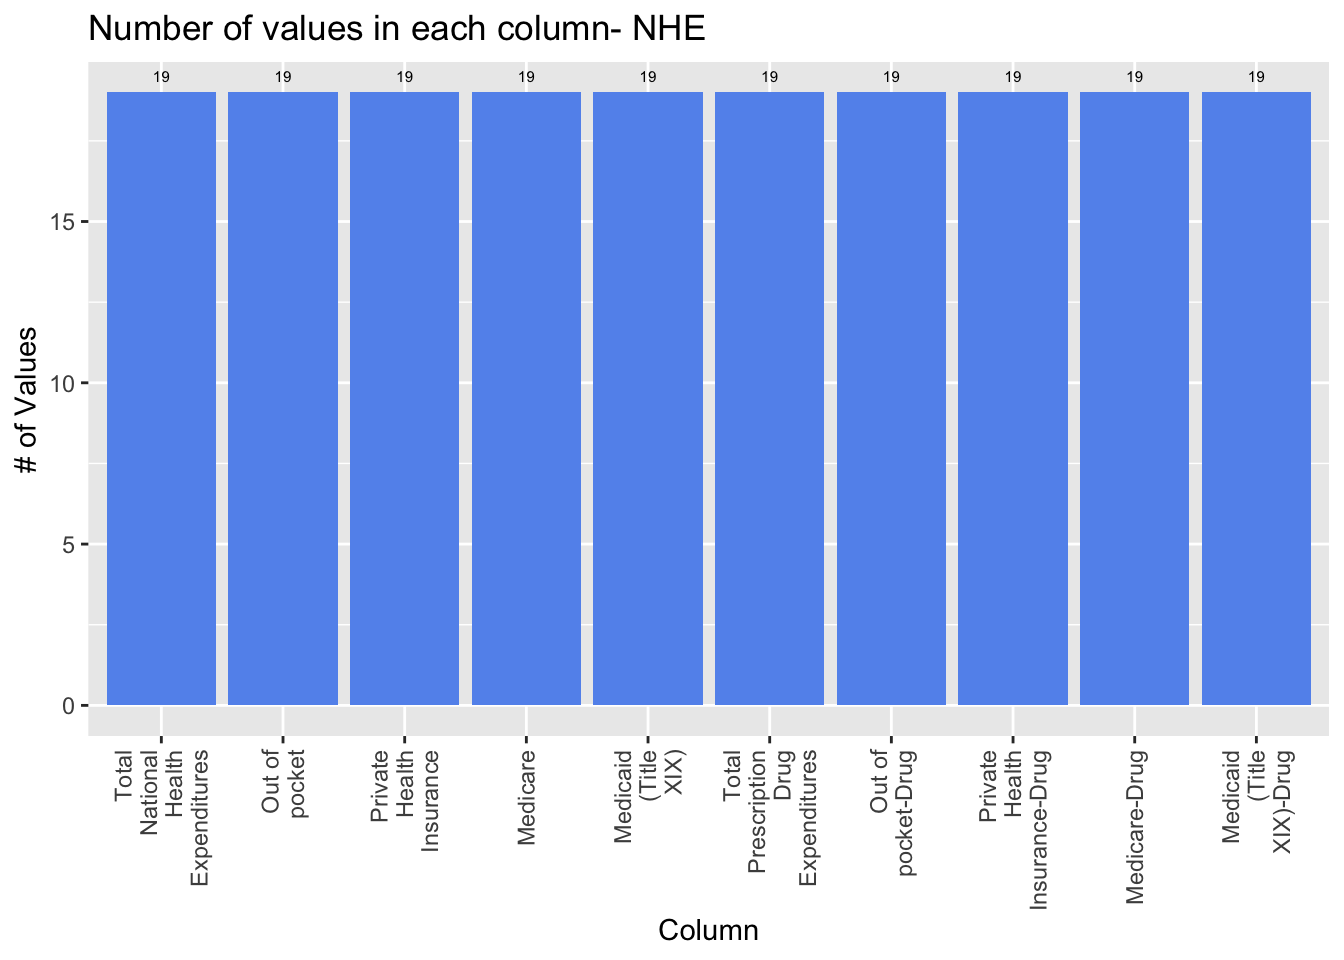 Number of values in each column- NHE
19
19
19
19
19
19
19
19
19
19
# of Values
15
10
5
0
Total
National
Health
Expenditures
Out of
pocket
Private
Health
Insurance
Medicare
Medicaid
(Title
XIX)
Total
Prescription
Drug
Expenditures
Out of
pocket-Drug
Private
Health
Insurance-Drug
Medicare-Drug
Medicaid
(Title
XIX)-Drug
Column